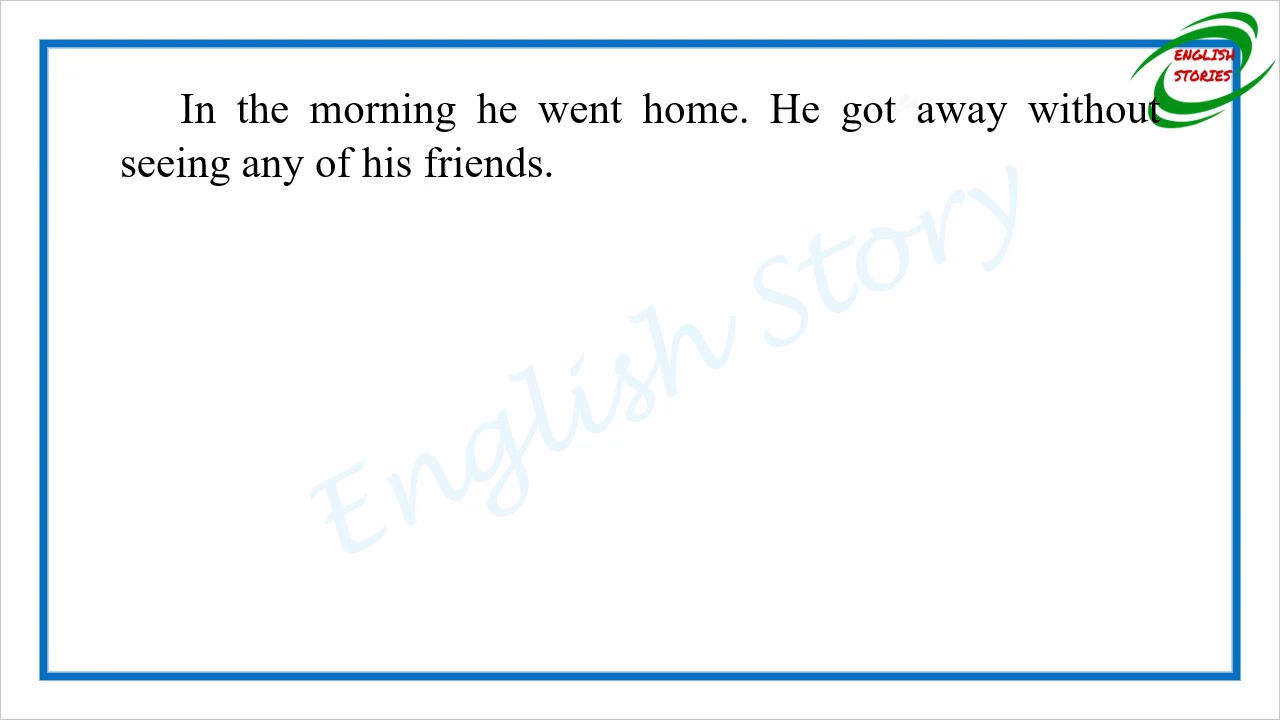 ENGLISH
STORIES
In the morning he went home. He got away without
seeing any of his friends.
English Story